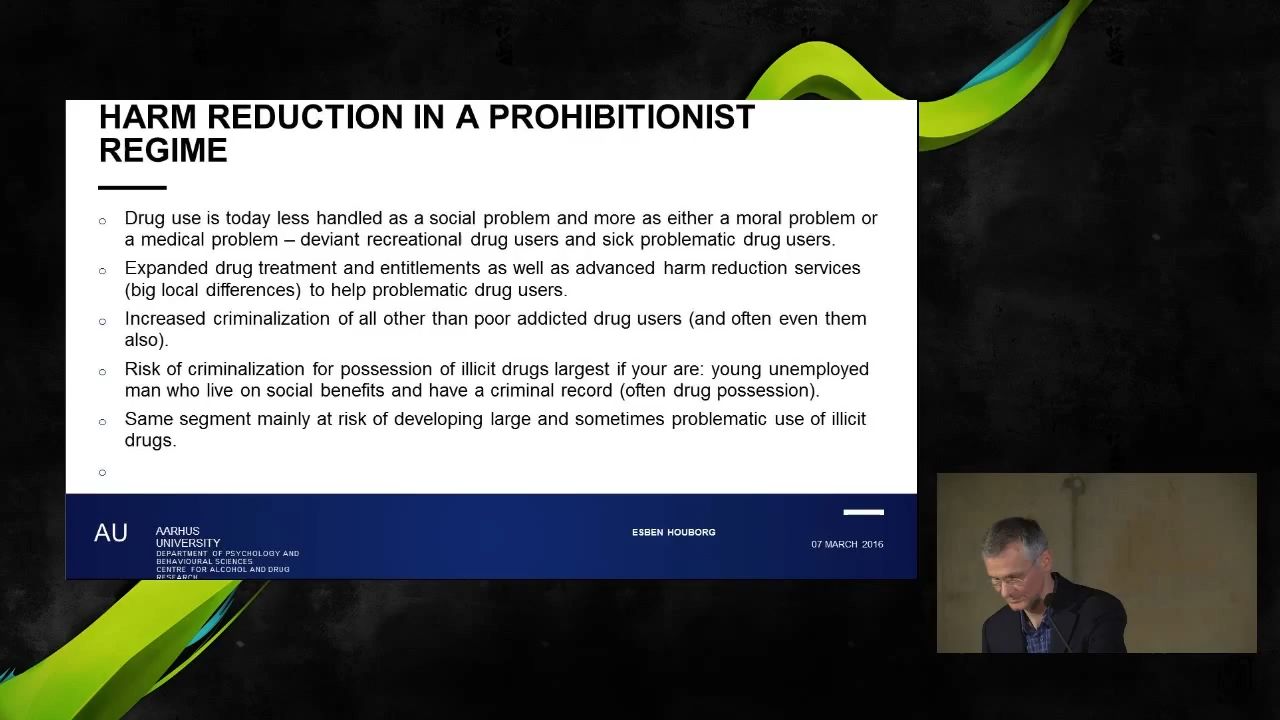 HARM REDUCTION IN A PROHIBITIONIST
REGIME
○ Drug use is today less handled as a social problem and more as either a moral problem or
a medical problem – deviant recreational drug users and sick problematic drug users.
○ Expanded drug treatment and entitlements as well as advanced harm reduction services
(big local differences) to help problematic drug users.
○ Increased criminalization of all other than poor addicted drug users (and often even them
also).
○ Risk of criminalization for possession of illicit drugs largest if your are: young unemployed
man who live on social benefits and have a criminal record (often drug possession).
○ Same segment mainly at risk of developing large and sometimes problematic use of illicit
drugs.
○
AU
AARHUS
UNIVERSITY
DEPARTMENT OF PSYCHOLOGY AND
BEHAVIOURAL SCIENCES
CENTRE FOR ALCOHOL AND DRUG
RESEARCH
ESBEN HOUBORG
07 MARCH 2016